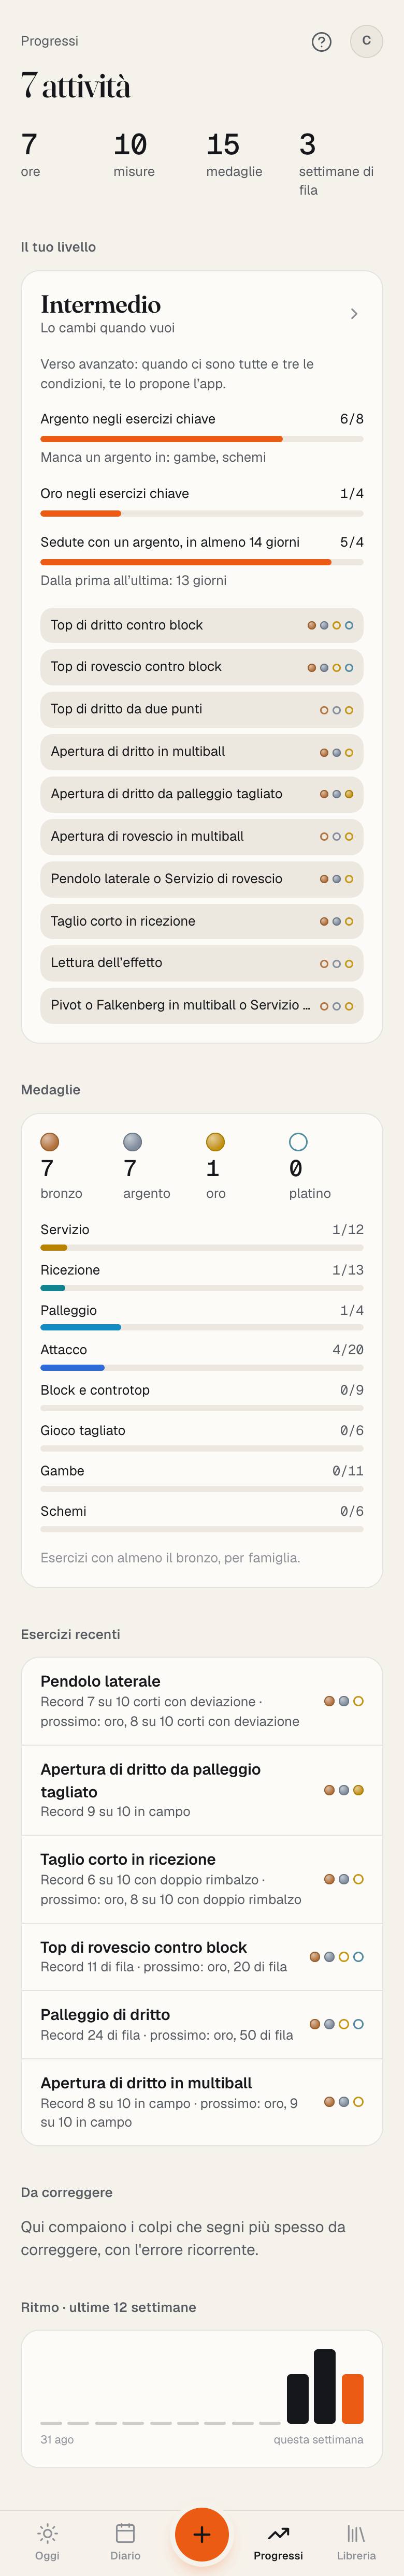 Progressi
C
7 attività
7
10
15
3
ore
misure
medaglie
settimane di
fila
Il tuo livello
Intermedio
Lo cambi quando vuoi
Verso avanzato: quando ci sono tutte e tre le
condizioni, te lo propone l'app.
Argento negli esercizi chiave 6/8
Manca un argento in: gambe, schemi
Oro negli esercizi chiave 1/4
Sedute con un argento, in almeno 14 giorni 5/4
Dalla prima all'ultima: 13 giorni
Top di dritto contro block
Top di rovescio contro block
Top di dritto da due punti
Apertura di dritto in multiball
Apertura di dritto da palleggio tagliato
Apertura di rovescio in multiball
Pendolo laterale o Servizio di rovescio
Taglio corto in ricezione
Lettura dell'effetto
Pivot o Falkenberg in multiball o Servizio ...
Medaglie
7
7
1
0
bronzo
argento
oro
platino
Servizio 1/12
Ricezione 1/13
Palleggio 1/4
Attacco 4/20
Block e controtop 0/9
Gioco tagliato 0/6
Gambe 0/11
Schemi 0/6
Esercizi con almeno il bronzo, per famiglia.
Esercizi recenti
Pendolo laterale
Record 7 su 10 corti con deviazione ·
prossimo: oro, 8 su 10 corti con deviazione
Apertura di dritto da palleggio
tagliato
Record 9 su 10 in campo
Taglio corto in ricezione
Record 6 su 10 con doppio rimbalzo ·
prossimo: oro, 8 su 10 con doppio rimbalzo
Top di rovescio contro block
Record 11 di fila · prossimo: oro, 20 di fila
Palleggio di dritto
Record 24 di fila · prossimo: oro, 50 di fila
Apertura di dritto in multiball
Record 8 su 10 in campo · prossimo: oro, 9
su 10 in campo
Da correggere
Qui compaiono i colpi che segni più spesso da
correggere, con l'errore ricorrente.
Ritmo · ultime 12 settimane
31 ago
questa settimana
Oggi
Diario
Progressi
Libreria